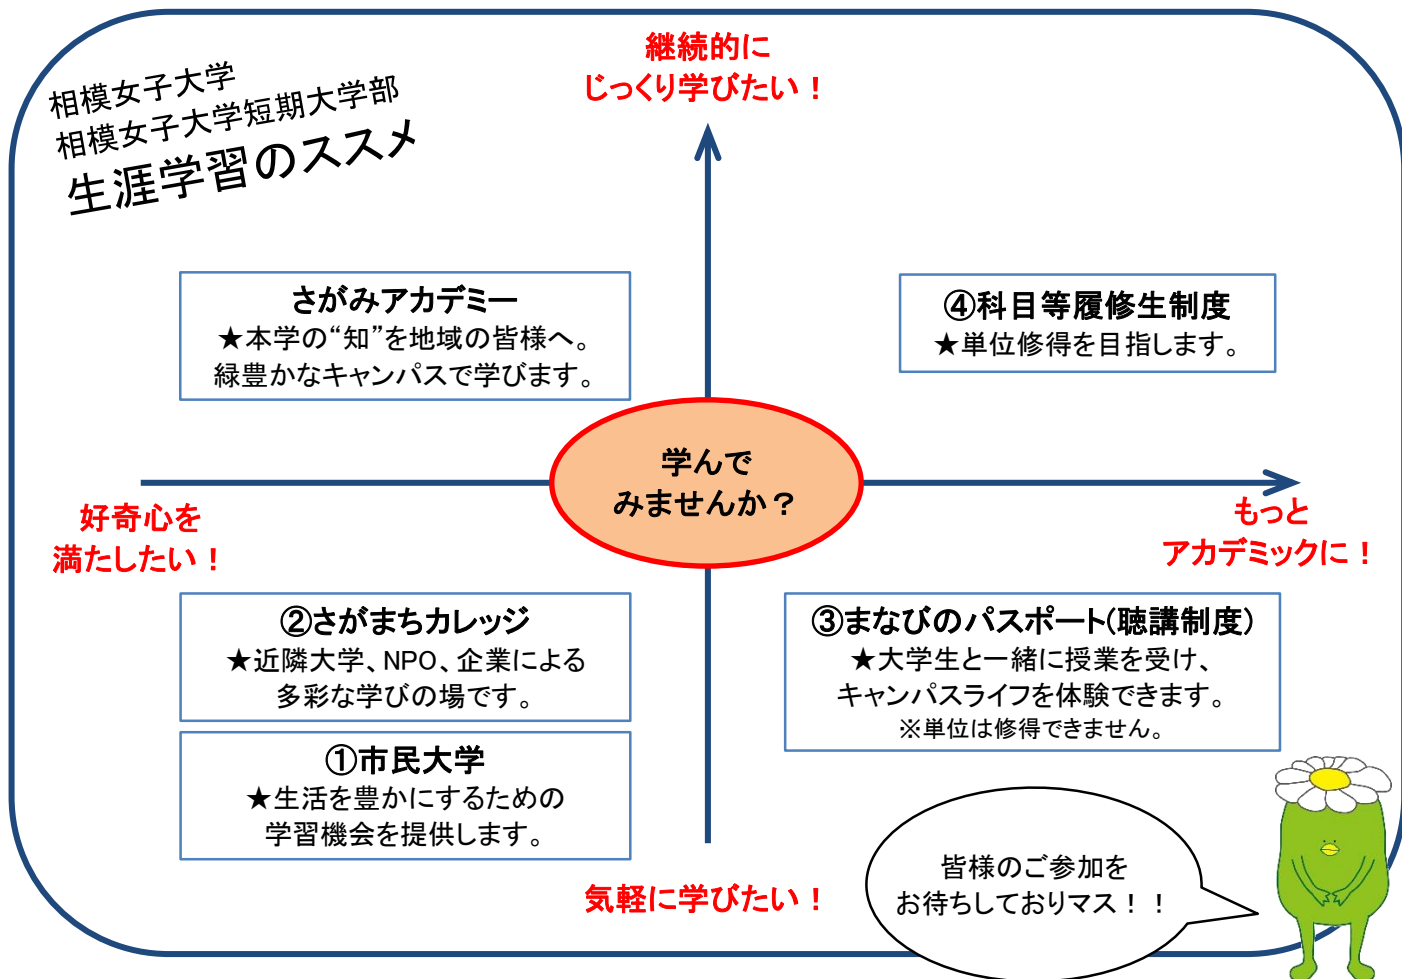 相模女子大学
相模女子大学短期大学部
生涯学習のススメ
継続的に
じっくり学びたい！
さがみアカデミー
★本学の“知”を地域の皆様へ。
緑豊かなキャンパスで学びます。
④科目等履修生制度
★単位修得を目指します。
学んで
みませんか？
好奇心を
満たしたい！
もっと
アカデミックに！
②さがまちカレッジ
★近隣大学、NPO、企業による
多彩な学びの場です。
③まなびのパスポート(聴講制度)
★大学生と一緒に授業を受け、
キャンパスライフを体験できます。
※単位は修得できません。
①市民大学
★生活を豊かにするための
学習機会を提供します。
気軽に学びたい！
皆様のご参加を
お待ちしておりマス！！